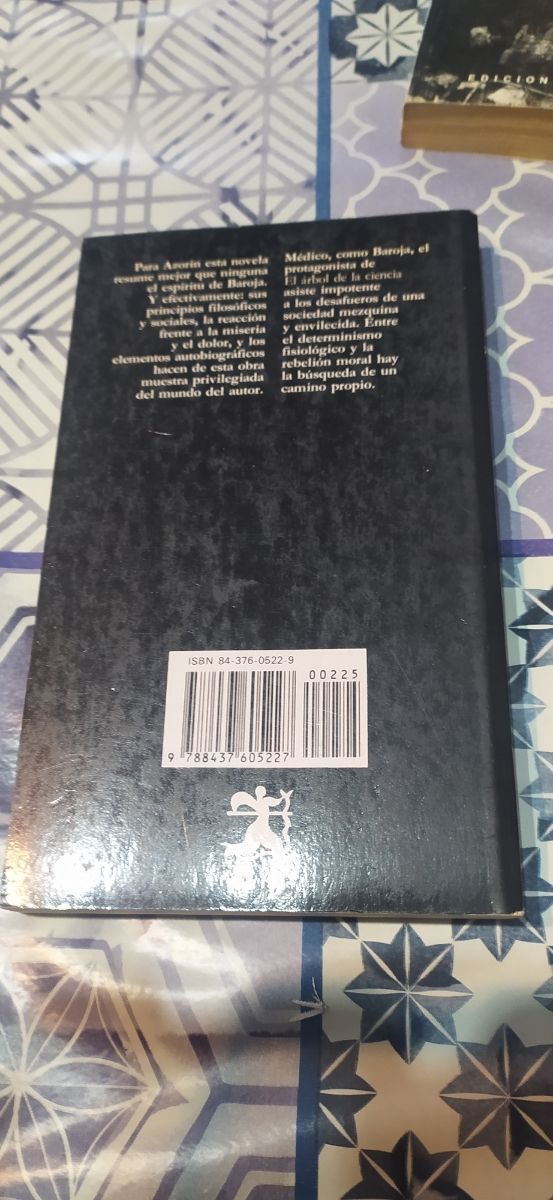 EDICION
Para Azorín esta novela
resume mejor que ninguna
el espíritu de Baroja.
Y efectivamente: sus
principios filosóficos
y sociales, la reacción
frente a la miseria
y el dolor, y los
elementos autobiográficos
hacen de esta obra
muestra privilegiada
del mundo del autor.
Médico, como Baroja, el
protagonista de
El árbol de la ciencia
asiste impotente
a los desafueros de una
sociedad mezquina
y envilecida. Entre
el determinismo
fisiológico y la
rebelión moral hay
la búsqueda de un
camino propio.
ISBN 84-376-0522-9
00225
9 788437 605227